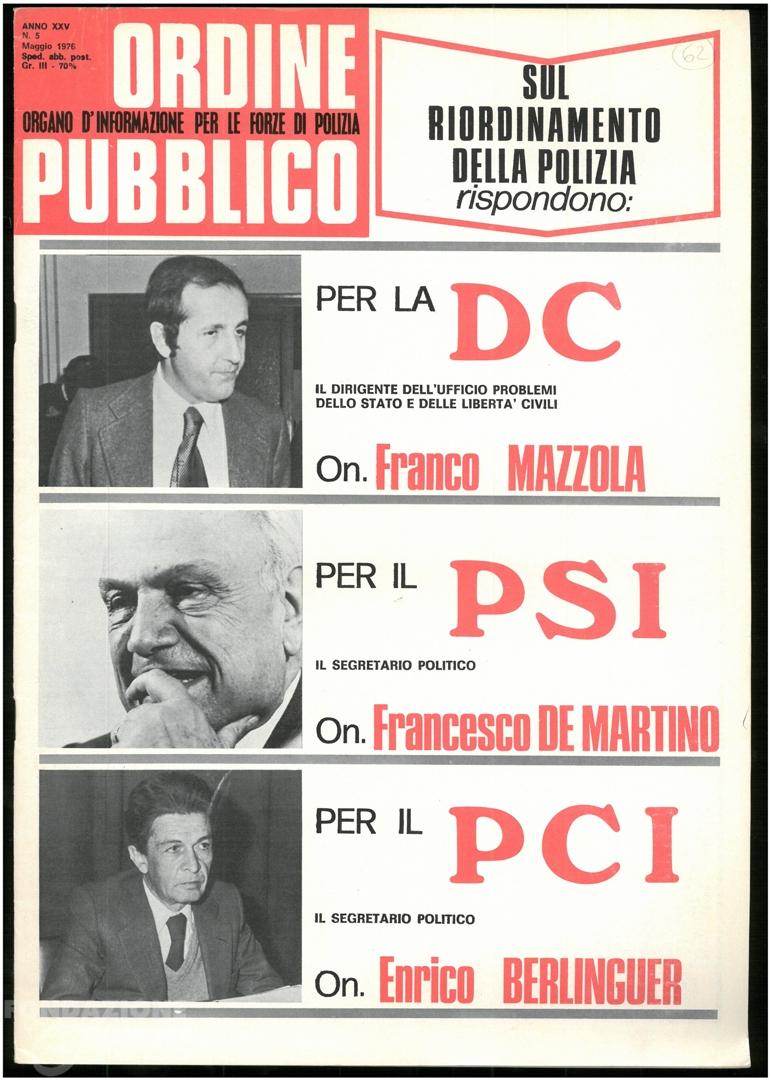 ANNO XXV
N. 5
Maggio 1976
Sped. abb. post.
Gr. III - 70%
ORDINE
ORGANO D'INFORMAZIONE PER LE FORZE DI POLIZIA
PUBBLICO
62
SUL
RIORDINAMENTO
DELLA POLIZIA
rispondono:
PER LA DC
IL DIRIGENTE DELL'UFFICIO PROBLEMI
DELLO STATO E DELLE LIBERTA' CIVILI
On. Franco MAZZOLA
PER IL PSI
IL SEGRETARIO POLITICO
On. Francesco DE MARTINO
PER IL PCI
IL SEGRETARIO POLITICO
On. Enrico BERLINGUER
FONDAZIONE